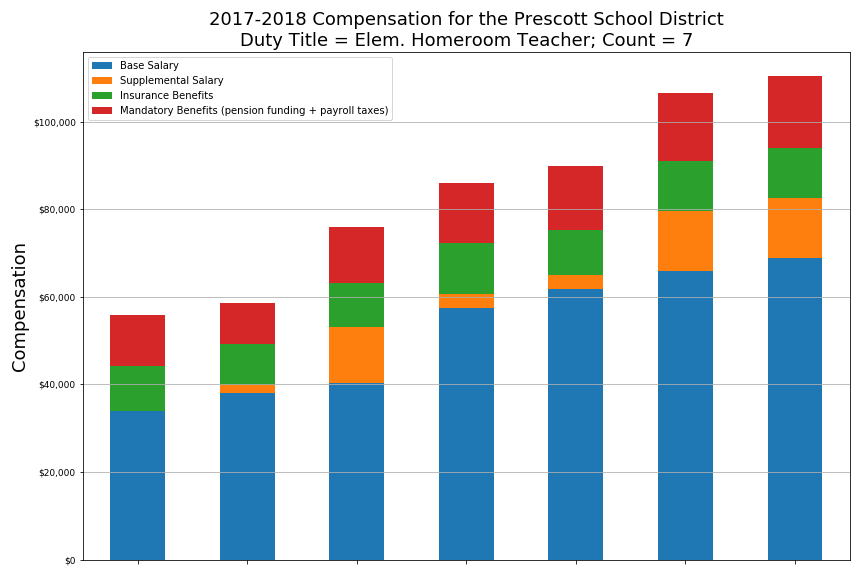 2017-2018 Compensation for the Prescott School District
Duty Title = Elem. Homeroom Teacher; Count = 7
Base Salary
Supplemental Salary
Insurance Benefits
Mandatory Benefits (pension funding + payroll taxes)
Compensation
$100,000
$80,000
$60,000
$40,000
$20,000
$0